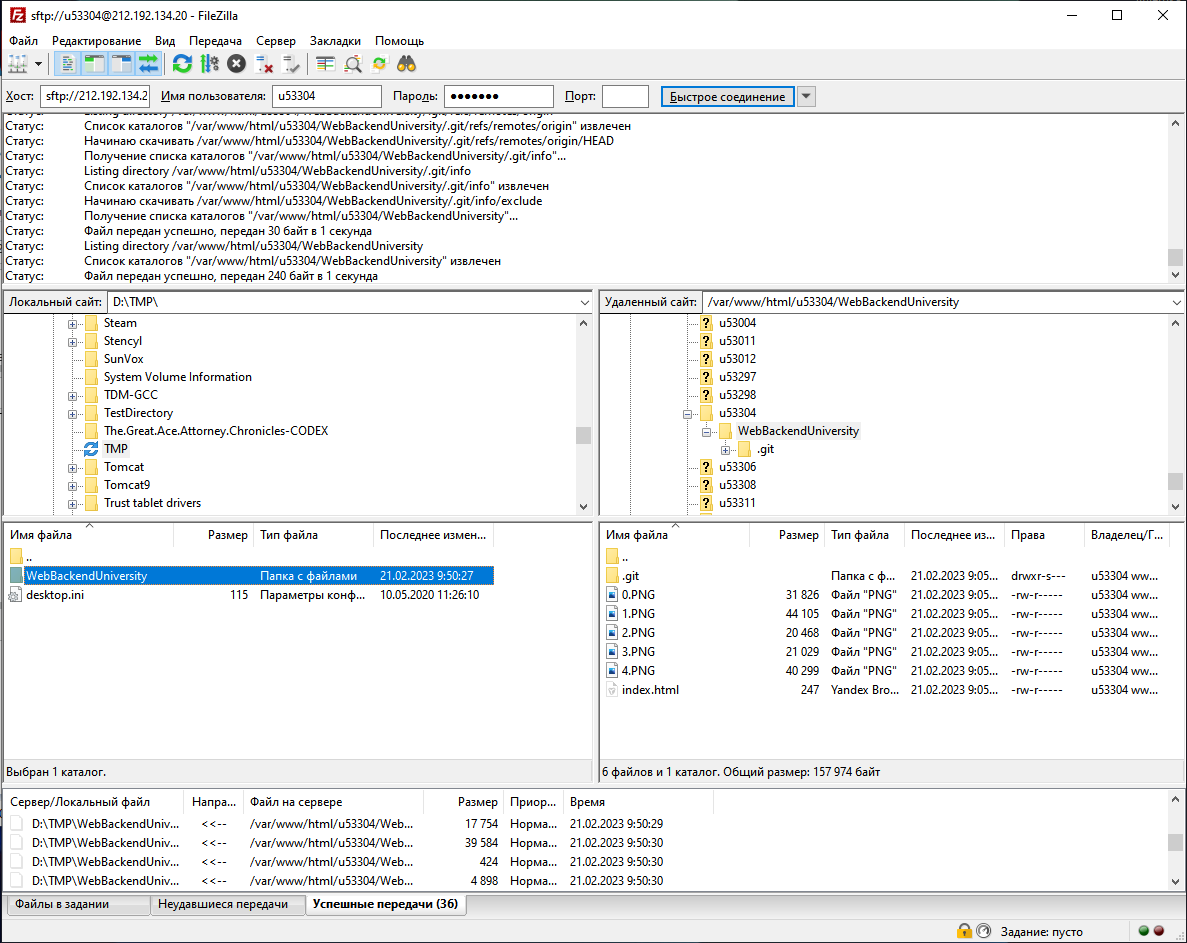 sftp://u53304@212.192.134.20 - FileZilla
Файл Редактирование Вид Передача Сервер Закладки Помощь
Хост: sftp://212.192.134.2 Имя пользователя: u53304 Пароль: ●●●●●●● Порт: Быстрое соединение
Статус: Listing directory /var/www/html/u53304/WebBackendUniversity/.git/refs/remotes/origin
Статус: Список каталогов "/var/www/html/u53304/WebBackendUniversity/.git/refs/remotes/origin" извлечен
Статус: Начинаю скачивать /var/www/html/u53304/WebBackendUniversity/.git/refs/remotes/origin/HEAD
Статус: Получение списка каталогов "/var/www/html/u53304/WebBackendUniversity/.git/info"...
Статус: Listing directory /var/www/html/u53304/WebBackendUniversity/.git/info
Статус: Список каталогов "/var/www/html/u53304/WebBackendUniversity/.git/info" извлечен
Статус: Начинаю скачивать /var/www/html/u53304/WebBackendUniversity/.git/info/exclude
Статус: Получение списка каталогов "/var/www/html/u53304/WebBackendUniversity"...
Статус: Файл передан успешно, передан 30 байт в 1 секунда
Статус: Listing directory /var/www/html/u53304/WebBackendUniversity
Статус: Список каталогов "/var/www/html/u53304/WebBackendUniversity" извлечен
Статус: Файл передан успешно, передан 240 байт в 1 секунда
Локальный сайт: D:\TMP\
Steam
Stencyl
SunVox
System Volume Information
TDM-GCC
TestDirectory
The.Great.Ace.Attorney.Chronicles-CODEX
TMP
Tomcat
Tomcat9
Trust tablet drivers
Удаленный сайт: /var/www/html/u53304/WebBackendUniversity
? u53004
? u53011
? u53012
? u53297
? u53298
u53304
WebBackendUniversity
.git
? u53306
? u53308
? u53311
Имя файла Размер Тип файла Последнее измен...
..
WebBackendUniversity Папка с файлами 21.02.2023 9:50:27
desktop.ini 115 Параметры конф... 10.05.2020 11:26:10
Выбран 1 каталог.
Имя файла Размер Тип файла Последнее из... Права Владелец/Г...
..
.git Папка с ф... 21.02.2023 9:05... drwxr-s--- u53304 ww...
0.PNG 31 826 Файл "PNG" 21.02.2023 9:05... -rw-r----- u53304 ww...
1.PNG 44 105 Файл "PNG" 21.02.2023 9:05... -rw-r----- u53304 ww...
2.PNG 20 468 Файл "PNG" 21.02.2023 9:05... -rw-r----- u53304 ww...
3.PNG 21 029 Файл "PNG" 21.02.2023 9:05... -rw-r----- u53304 ww...
4.PNG 40 299 Файл "PNG" 21.02.2023 9:05... -rw-r----- u53304 ww...
index.html 247 Yandex Bro... 21.02.2023 9:05... -rw-r----- u53304 ww...
6 файлов и 1 каталог. Общий размер: 157 974 байт
Сервер/Локальный файл Напра... Файл на сервере Размер Приор... Время
D:\TMP\WebBackendUniv... <<-- /var/www/html/u53304/Web... 17 754 Норма... 21.02.2023 9:50:29
D:\TMP\WebBackendUniv... <<-- /var/www/html/u53304/Web... 39 584 Норма... 21.02.2023 9:50:30
D:\TMP\WebBackendUniv... <<-- /var/www/html/u53304/Web... 424 Норма... 21.02.2023 9:50:30
D:\TMP\WebBackendUniv... <<-- /var/www/html/u53304/Web... 4 898 Норма... 21.02.2023 9:50:30
Файлы в задании Неудавшиеся передачи Успешные передачи (36)
Задание: пусто